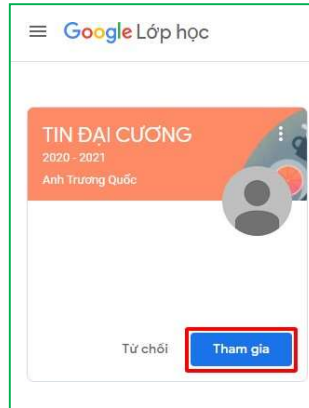 Google Lớp học
TIN ĐẠI CƯƠNG
2020 - 2021
Anh Trương Quốc
Từ chối Tham gia